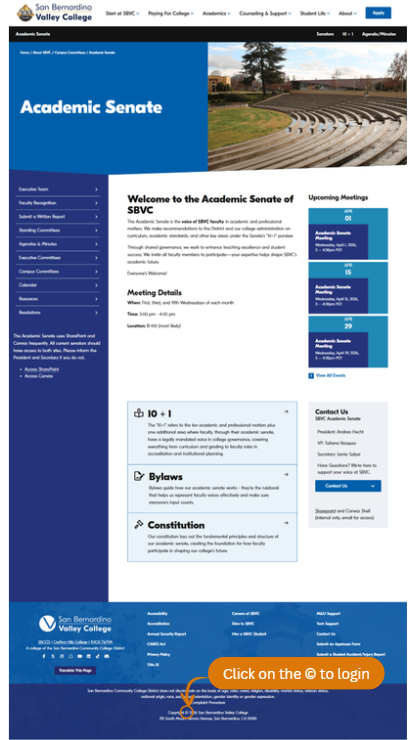 San Bernardino
Valley College
Start at SBVC
Paying For College
Academics
Counseling & Support
Student Life
About
Apply
Academic Senate
Senators
10 + 1
Agenda/Minutes
Home / About SBVC / Campus Committees / Academic Senate
Academic Senate
Executive Team
Faculty Recognition
Submit a Written Report
Standing Committees
Agendas & Minutes
Executive Committees
Campus Committees
Calendar
Resources
Resolutions
The Academic Senate uses SharePoint and
Canvas frequently. All current senators should
have access to both sites. Please inform the
President and Secretary if you do not.
Access SharePoint
Access Canvas
Welcome to the Academic Senate of
SBVC
The Academic Senate is the voice of SBVC faculty in academic and professional
matters. We make recommendations to the District and our college administration on
curriculum, academic standards, and other key areas under the Senate's "10+1" purview.
Through shared governance, we work to enhance teaching excellence and student
success. We invite all faculty members to participate—your expertise helps shape SBVC's
academic future.
Everyone's Welcome!
Meeting Details
When: First, third, and fifth Wednesdays of each month
Time: 3:00 pm - 4:30 pm
Location: B-100 (most likely)
Upcoming Meetings
APR
01
Academic Senate
Meeting
Wednesday, April 1, 2026,
3 – 4:30pm PDT
APR
15
Academic Senate
Meeting
Wednesday, April 15, 2026,
3 – 4:30pm PDT
APR
29
Academic Senate
Meeting
Wednesday, April 29, 2026,
3 – 4:30pm PDT
View All Events
10 + 1
The "10+1" refers to the ten academic and professional matters plus
one additional area where faculty, through their academic senate,
have a legally mandated voice in college governance, covering
everything from curriculum and grading to faculty roles in
accreditation and institutional planning.
Bylaws
Bylaws guide how our academic senate works - they're the rulebook
that helps us represent faculty voices effectively and make sure
everyone's input counts.
Constitution
Our constitution lays out the fundamental principles and structure of
our academic senate, creating the foundation for how faculty
participate in shaping our college's future.
Contact Us
SBVC Academic Senate
President: Andrea Hecht
VP: Tatiana Vasquez
Secretary: Jamie Salyer
Have Questions? We're here to
support your voice at SBVC.
Contact Us
Sharepoint and Canvas Shell
(internal only, email for access)
San Bernardino
Valley College
SBCCD | Crafton Hills College | KVCR TV/FM
A college of the San Bernardino Community College District
Translate This Page
Accessibility
Accreditation
Annual Security Report
CARES Act
Privacy Policy
Title IX
Careers at SBVC
Give to SBVC
Hire a SBVC Student
M&O Support
Tech Support
Contact Us
Submit an Applause Form
Submit a Student Accident/Injury Report
Click on the © to login
San Bernardino Community College District does not discriminate on the basis of age, color, creed, religion, disability, marital status, veteran status,
national origin, race, sex, sexual orientation, gender identity or gender expression.
Complaint Procedure
Copyright © 2026 San Bernardino Valley College
701 South Mount Vernon Avenue, San Bernardino, CA 92410